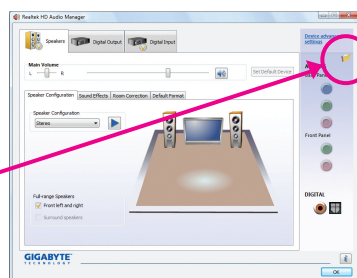 Realtek HD Audio Manager
Speakers
Digital Output
Digital Input
Device advanced
settings
Main Volume
L
R
Set Default Device
Speaker Configuration
Sound Effects
Room Correction
Default Format
Speaker Configuration
Stereo
Front Panel
Full-range Speakers
Front left and right
Surround speakers
DIGITAL
GIGABYTE
TECHNOLOGY
i
OK